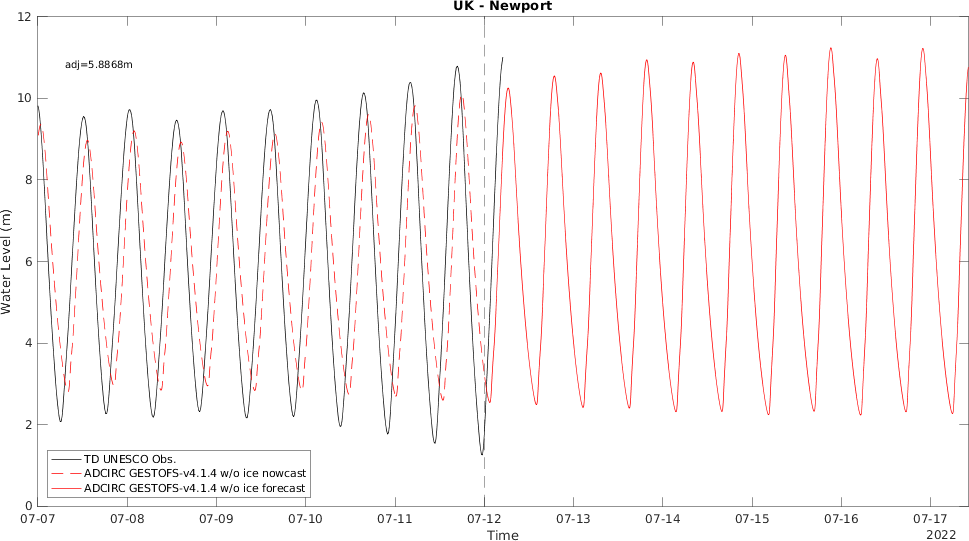 UK - Newport
adj=5.8868m
Water Level (m)
12
10
8
6
4
2
0
TD UNESCO Obs.
ADCIRC GESTOFS-v4.1.4 w/o ice nowcast
ADCIRC GESTOFS-v4.1.4 w/o ice forecast
07-07 07-08 07-09 07-10 07-11 07-12 07-13 07-14 07-15 07-16 07-17
Time
2022